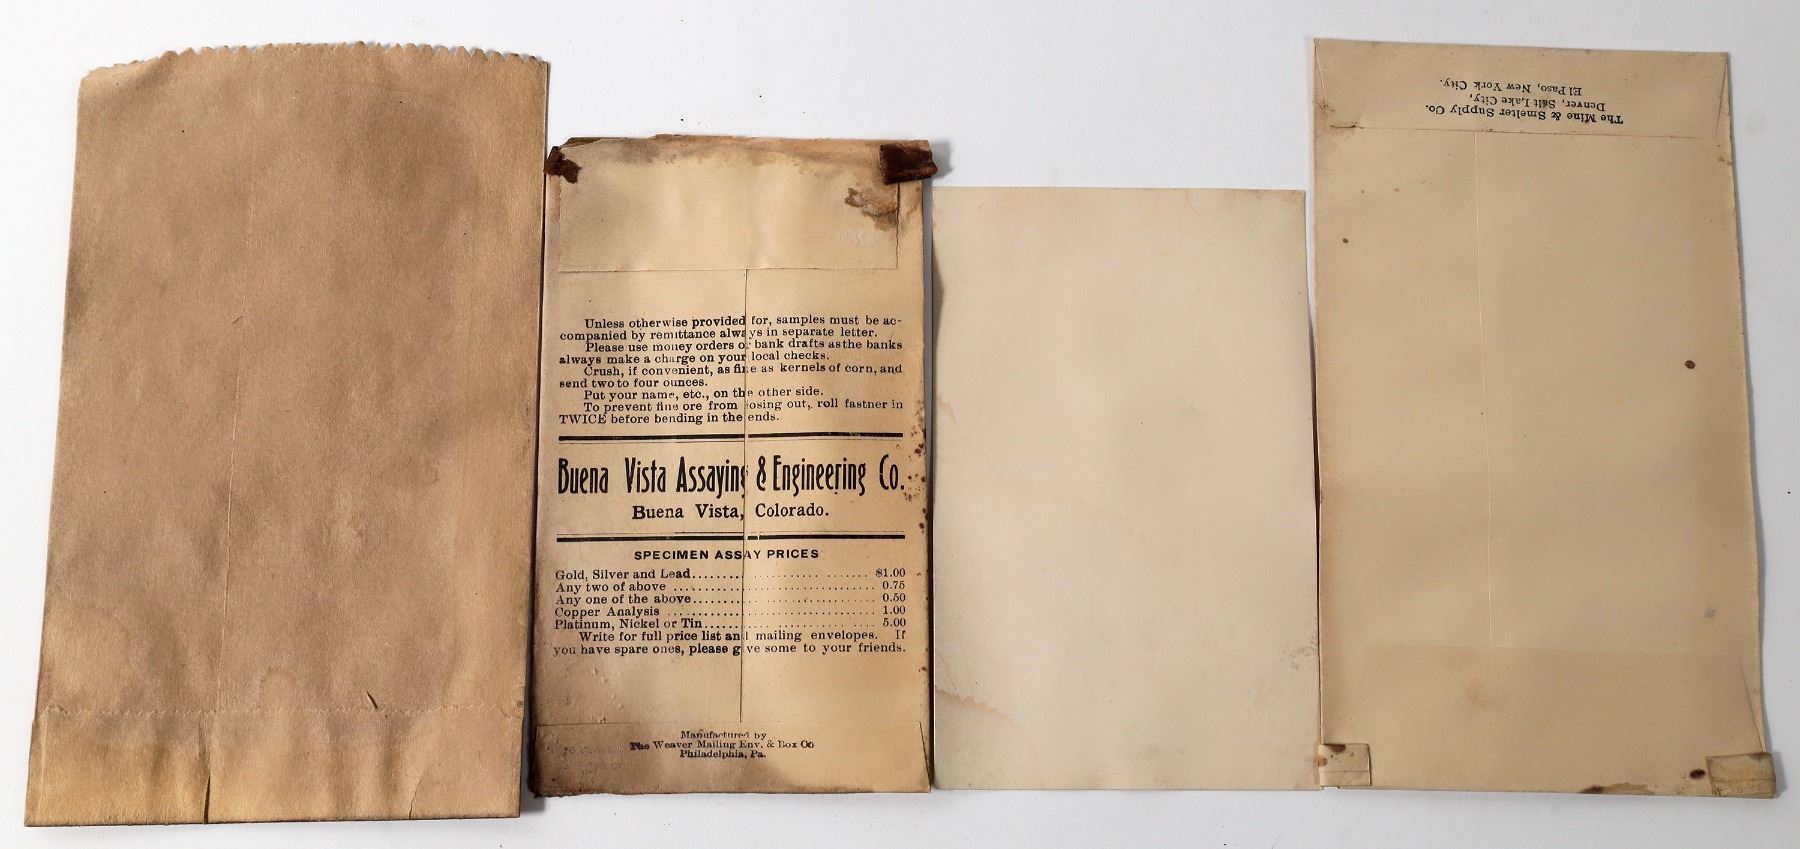 Unless otherwise provided for, samples must be ac-
companied by remittance always in separate letter.
Please use money orders or bank drafts as the banks
always make a charge on your local checks.
Crush, if convenient, as fine as kernels of corn, and
send two to four ounces.
Put your name, etc., on the other side.
To prevent fine ore from losing out,, roll fastner in
TWICE before bending in the ends.
Buena Vista Assaying & Engineering Co.
Buena Vista, Colorado.
SPECIMEN ASSAY PRICES
Gold, Silver and Lead........ ............ ....... $1.00
Any two of above ................................ 0.75
Any one of the above............................. 0.50
Copper Analysis ................................. 1.00
Platinum, Nickel or Tin.......................... 5.00
Write for full price list and mailing envelopes. If
you have spare ones, please give some to your friends.
Manufactured by
The Weaver Mailing Env. & Box Co
Philadelphia, Pa.
The Mine & Smelter Supply Co.
Denver, Salt Lake City,
El Paso, New York City.